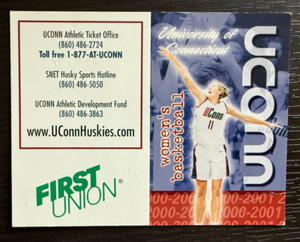 UCONN Athletic Ticket Office
(860) 486-2724
Toll free 1-877-AT-UCONN
SNET Husky Sports Hotline
(860) 486-5050
UCONN Athletic Development Fund
(860) 486-3863
www.UConnHuskies.com
FIRST
UNION®
University of
Connecticut
UCONN
women's
basketball
UConn
11
2000-2001